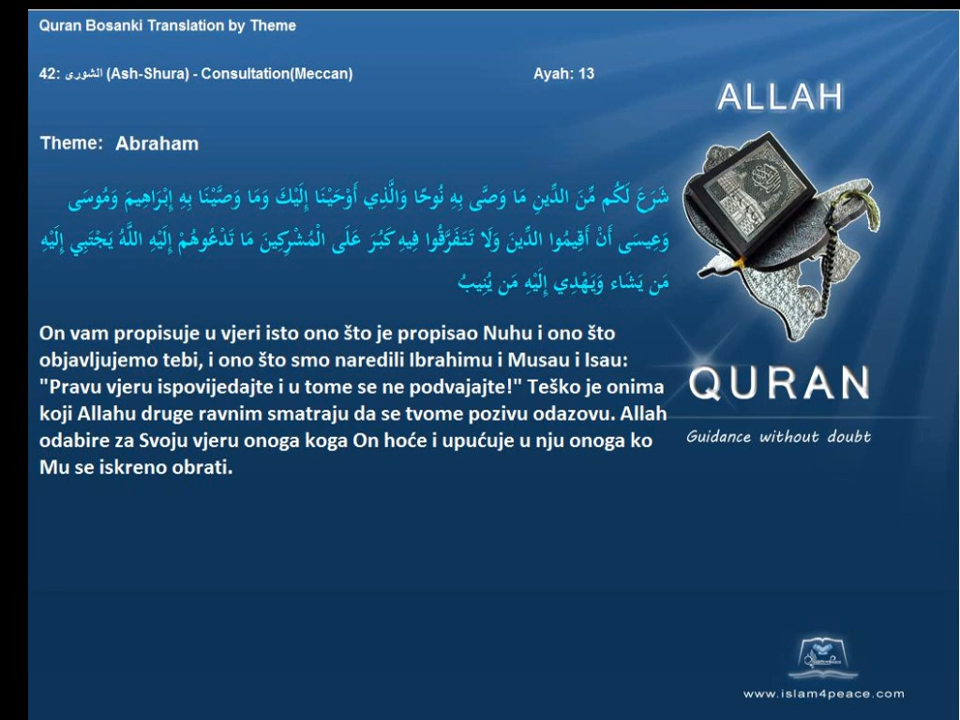 Quran Bosanki Translation by Theme
42: الشورى (Ash-Shura) - Consultation(Meccan)
Ayah: 13
ALLAH
Theme: Abraham
شَرَعَ لَكُم مِّنَ الدِّينِ مَا وَصَّى بِهِ نُوحًا وَالَّذِي أَوْحَيْنَا إِلَيْكَ وَمَا وَصَّيْنَا بِهِ إِبْرَاهِيمَ وَمُوسَى
وَعِيسَى أَنْ أَقِيمُوا الدِّينَ وَلَا تَتَفَرَّقُوا فِيهِ كَبُرَ عَلَى الْمُشْرِكِينَ مَا تَدْعُوهُمْ إِلَيْهِ اللَّهُ يَجْتَبِي إِلَيْهِ
مَن يَشَاء وَيَهْدِي إِلَيْهِ مَن يُنِيبُ
On vam propisuje u vjeri isto ono što je propisao Nuhu i ono što
objavljujemo tebi, i ono što smo naredili Ibrahimu i Musau i Isau:
"Pravu vjeru ispovijedajte i u tome se ne podvajajte!" Teško je onima
koji Allahu druge ravnim smatraju da se tvome pozivu odazovu. Allah
odabire za Svoju vjeru onoga koga On hoće i upućuje u nju onoga ko
Mu se iskreno obrati.
QURAN
Guidance without doubt
www.islam4peace.com